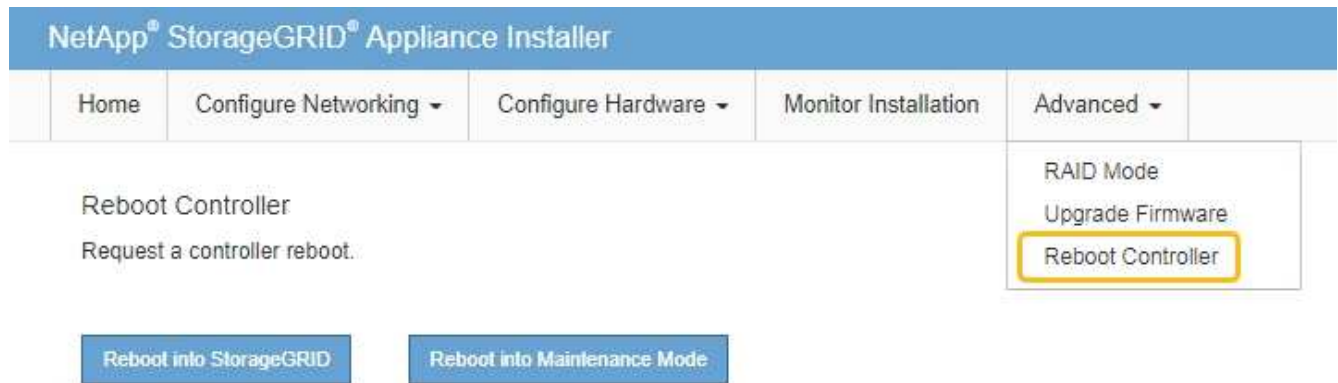 NetApp® StorageGRID® Appliance Installer
Home Configure Networking Configure Hardware Monitor Installation Advanced
RAID Mode
Upgrade Firmware
Reboot Controller
Reboot Controller
Request a controller reboot.
Reboot into StorageGRID Reboot into Maintenance Mode